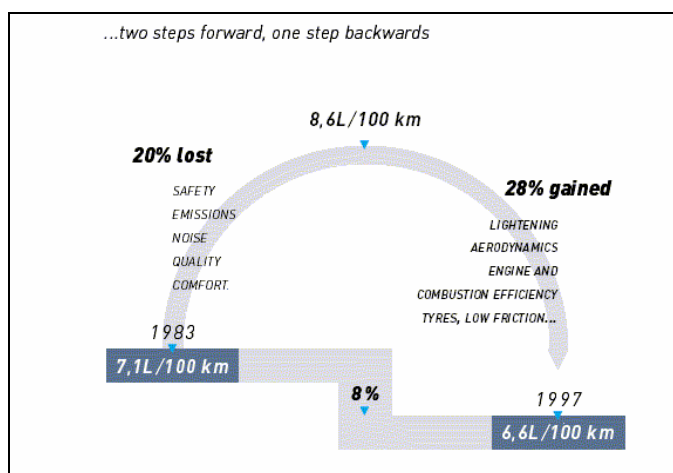 ...two steps forward, one step backwards
8,6L/100 km
20% lost
SAFETY
EMISSIONS
NOISE
QUALITY
COMFORT.
28% gained
LIGHTENING
AERODYNAMICS
ENGINE AND
COMBUSTION EFFICIENCY
TYRES, LOW FRICTION...
1983
7,1L/100 km
8%
1997
6,6L/100 km